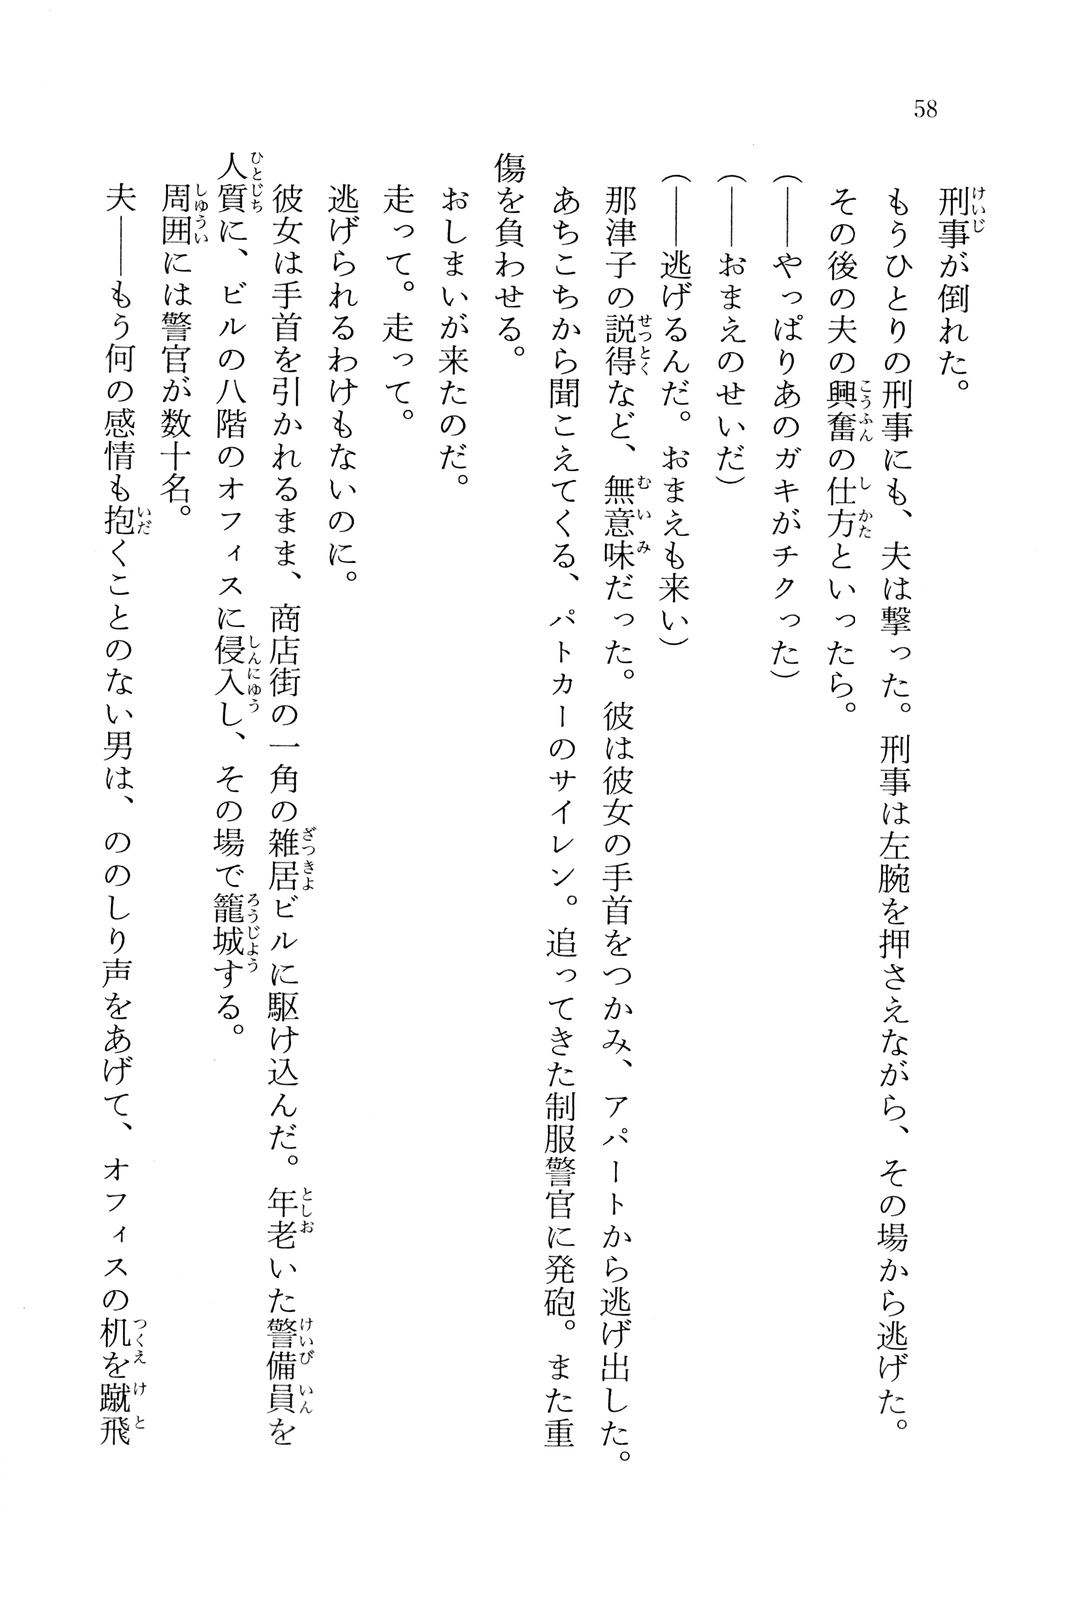 58
刑事が倒れた。
もうひとりの刑事にも、夫は撃った。刑事は左腕を押さえながら、その場から逃げた。
その後の夫の興奮の仕方といったら。
（――やっぱりあのガキがチクった）
（――おまえのせいだ）
（――逃げるんだ。おまえも来い）
那津子の説得など、無意味だった。彼は彼女の手首をつかみ、アパートから逃げ出した。
あちこちから聞こえてくる、パトカーのサイレン。追ってきた制服警官に発砲。また重
傷を負わせる。
おしまいが来たのだ。
走って。走って。
逃げられるわけもないのに。
彼女は手首を引かれるまま、商店街の一角の雑居ビルに駆け込んだ。年老いた警備員を
人質に、ビルの八階のオフィスに侵入し、その場で籠城する。
周囲には警官が数十名。
夫――もう何の感情も抱くことのない男は、ののしり声をあげて、オフィスの机を蹴飛